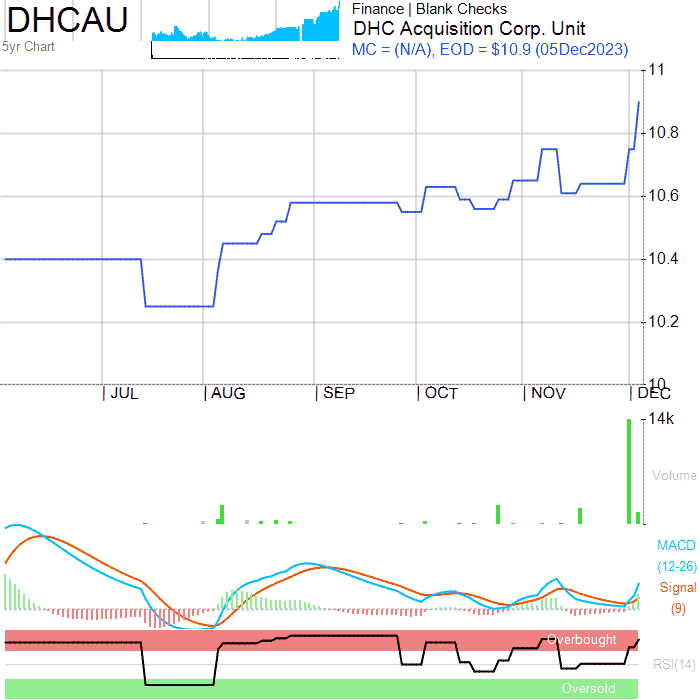 DHCAU
5yr Chart
Finance | Blank Checks
DHC Acquisition Corp. Unit
MC = (N/A), EOD = $10.9 (05Dec2023)
11
10.8
10.6
10.4
10.2
10
JUL AUG SEP OCT NOV DEC
14k
Volume
MACD
(12-26)
Signal
(9)
Overbought
RSI(14)
Oversold